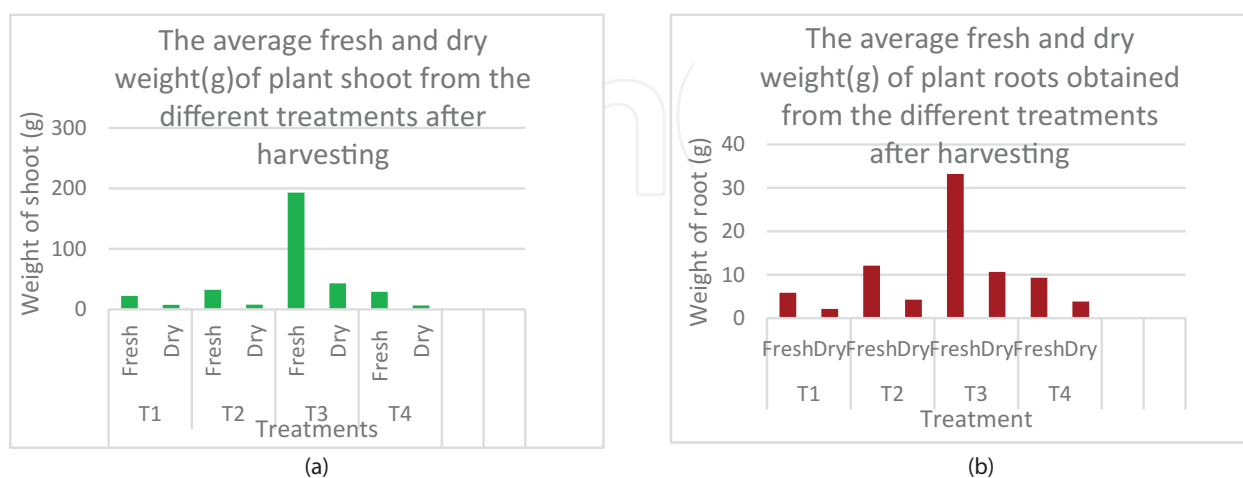 The average fresh and dry
weight(g)of plant shoot from the
different treatments after
harvesting
Weight of shoot (g)
300
200
100
0
Fresh Dry Fresh Dry Fresh Dry Fresh Dry
T1 T2 T3 T4
Treatments
(a)
The average fresh and dry
weight(g) of plant roots obtained
from the different treatments
after harvesting
Weight of root (g)
40
30
20
10
0
FreshDryFreshDryFreshDryFreshDry
T1 T2 T3 T4
Treatment
(b)